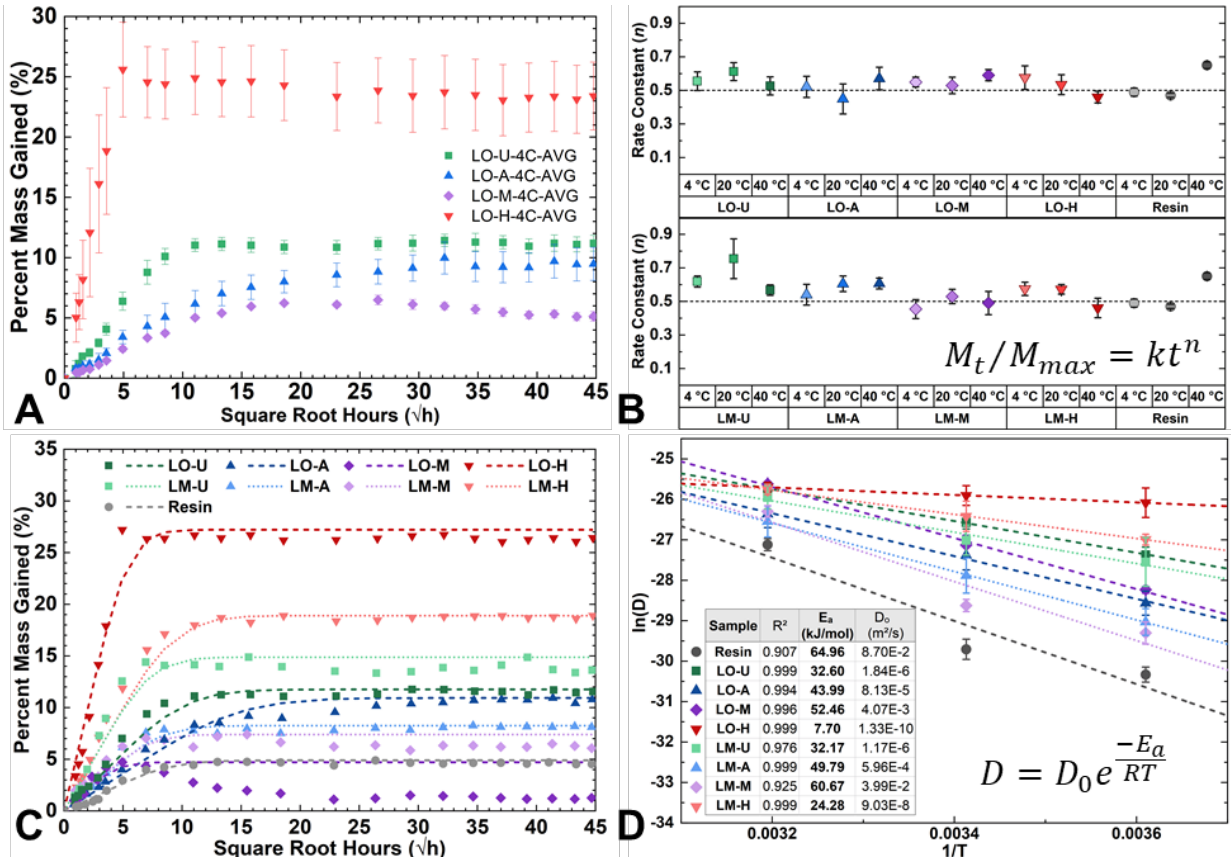 30
25
20
15
10
5
0
Percent Mass Gained (%)
LO-U-4C-AVG
LO-A-4C-AVG
LO-M-4C-AVG
LO-H-4C-AVG
0 5 10 15 20 25 30 35 40 45
Square Root Hours (√h)
A
0.9
0.7
0.5
0.3
0.1
Rate Constant (n)
4 °C 20 °C 40 °C 4 °C 20 °C 40 °C 4 °C 20 °C 40 °C 4 °C 20 °C 40 °C 4 °C 20 °C 40 °C
LO-U LO-A LO-M LO-H Resin
0.9
0.7
0.5
0.3
0.1
Rate Constant (n)
M_t/M_max = kt^n
4 °C 20 °C 40 °C 4 °C 20 °C 40 °C 4 °C 20 °C 40 °C 4 °C 20 °C 40 °C 4 °C 20 °C 40 °C
LM-U LM-A LM-M LM-H Resin
B
35
30
25
20
15
10
5
0
Percent Mass Gained (%)
LO-U LO-A LO-M LO-H
LM-U LM-A LM-M LM-H
Resin
0 5 10 15 20 25 30 35 40 45
Square Root Hours (√h)
C
-25
-26
-27
-28
-29
-30
-31
-32
-33
-34
ln(D)
Sample R² Eₐ (kJ/mol) Dₒ (m²/s)
Resin 0.907 64.96 8.70E-2
LO-U 0.999 32.60 1.84E-6
LO-A 0.994 43.99 8.13E-5
LO-M 0.996 52.46 4.07E-3
LO-H 0.999 7.70 1.33E-10
LM-U 0.976 32.17 1.17E-6
LM-A 0.999 49.79 5.96E-4
LM-M 0.925 60.67 3.99E-2
LM-H 0.999 24.28 9.03E-8
D = D₀e^(-Eₐ/RT)
0.0032 0.0034 0.0036
1/T
D